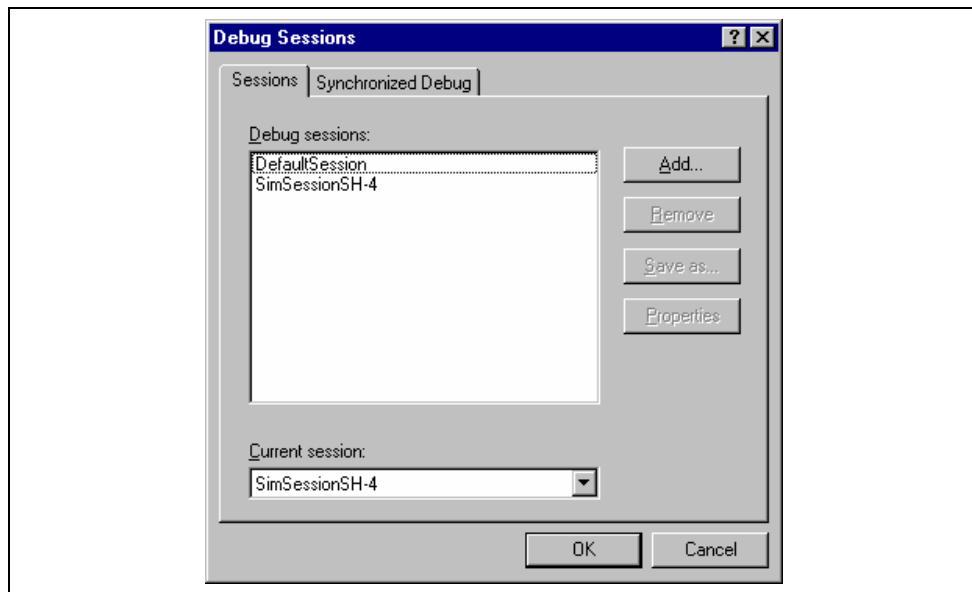 Debug Sessions
Sessions
Synchronized Debug
Debug sessions:
DefaultSession
SimSessionSH-4
Add...
Remove
Save as...
Properties
Current session:
SimSessionSH-4
OK
Cancel